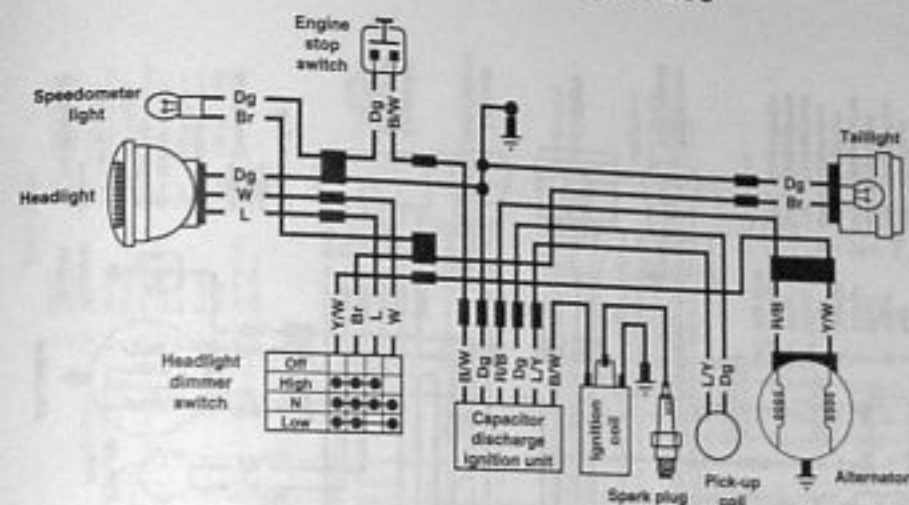 Engine
stop
switch
Speedometer
light
Dg
Br
Dg
B/W
Taillight
Headlight
Dg
W
L
Dg
Br
Y/W
Br
L
W
B/W
Dg
R/B
Dg
L/Y
B/W
R/B
Y/W
L/Y
Dg
Headlight
dimmer
switch
Off
High
N
Low
Capacitor
discharge
ignition unit
Ignition
coil
Spark plug
Pick-up
coil
Alternator